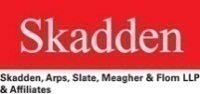 Skadden
Skadden, Arps, Slate, Meagher & Flom LLP
& Affiliates